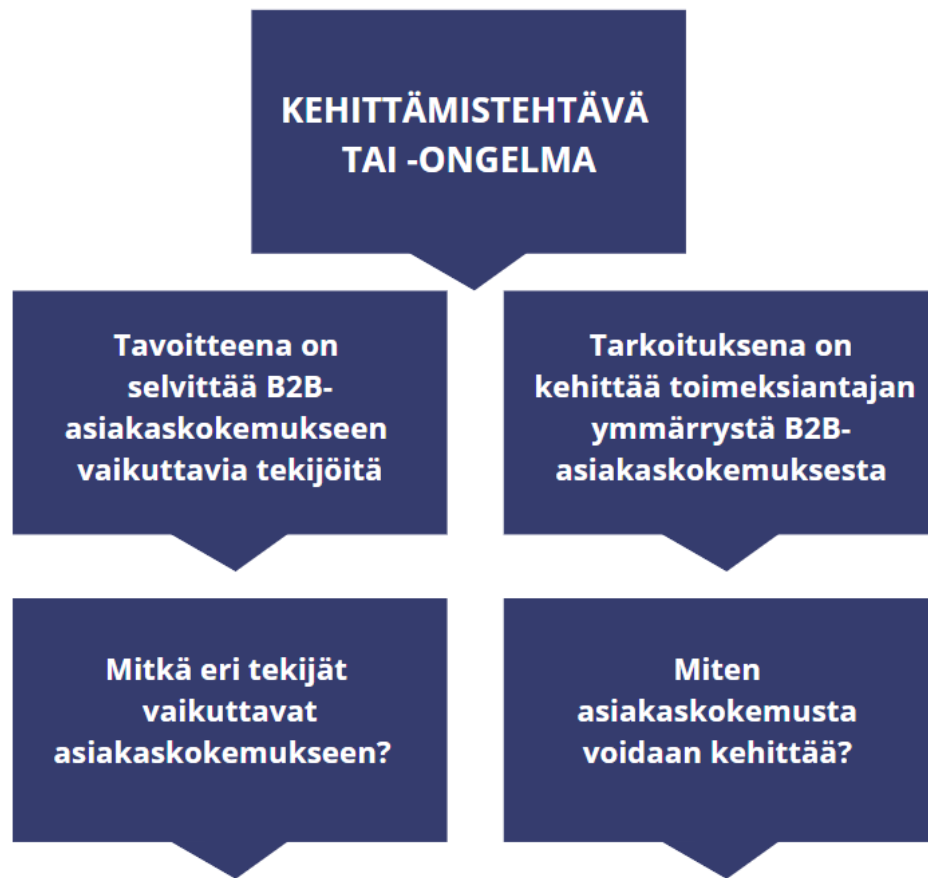 KEHITTÄMISTEHTÄVÄ
TAI -ONGELMA
Tavoitteena on
selvittää B2B-
asiakaskokemukseen
vaikuttavia tekijöitä
Tarkoituksena on
kehittää toimeksiantajan
ymmärrystä B2B-
asiakaskokemuksesta
Mitkä eri tekijät
vaikuttavat
asiakaskokemukseen?
Miten
asiakaskokemusta
voidaan kehittää?